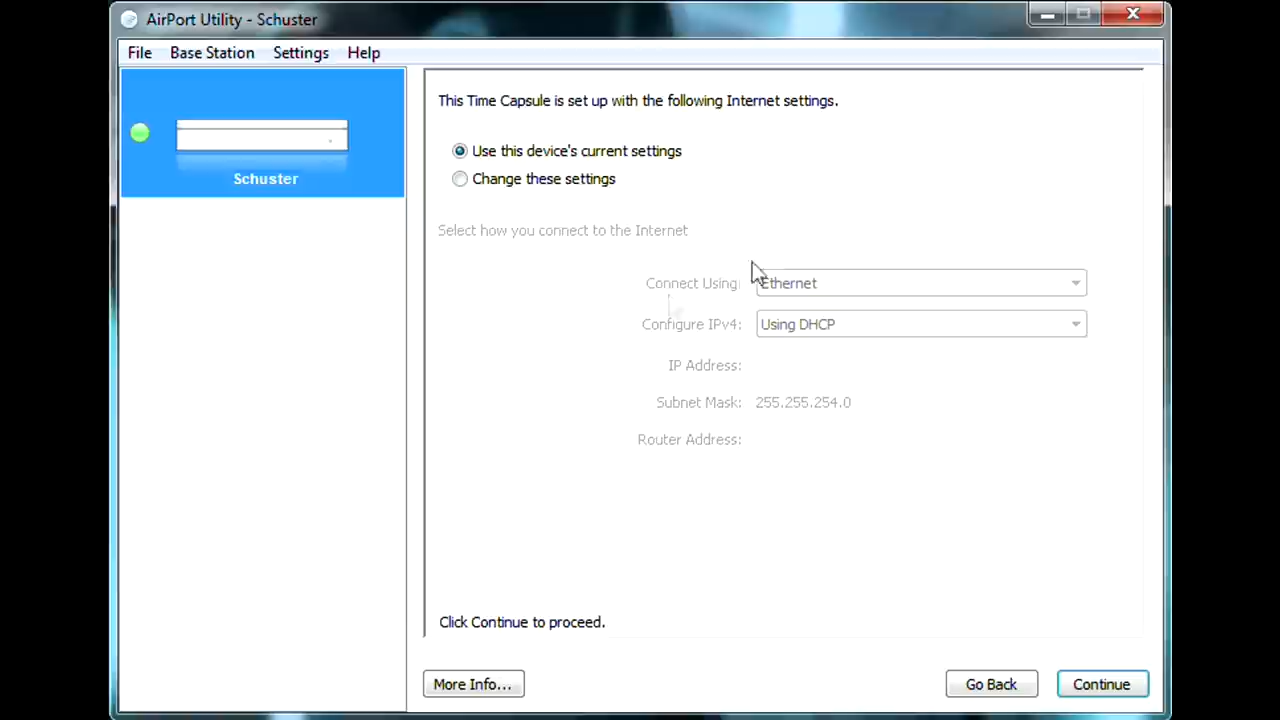 AirPort Utility - Schuster
File Base Station Settings Help
Schuster
This Time Capsule is set up with the following Internet settings.
Use this device's current settings
Change these settings
Select how you connect to the Internet
Connect Using: Ethernet
Configure IPv4: Using DHCP
IP Address:
Subnet Mask: 255.255.254.0
Router Address:
Click Continue to proceed.
More Info... Go Back Continue